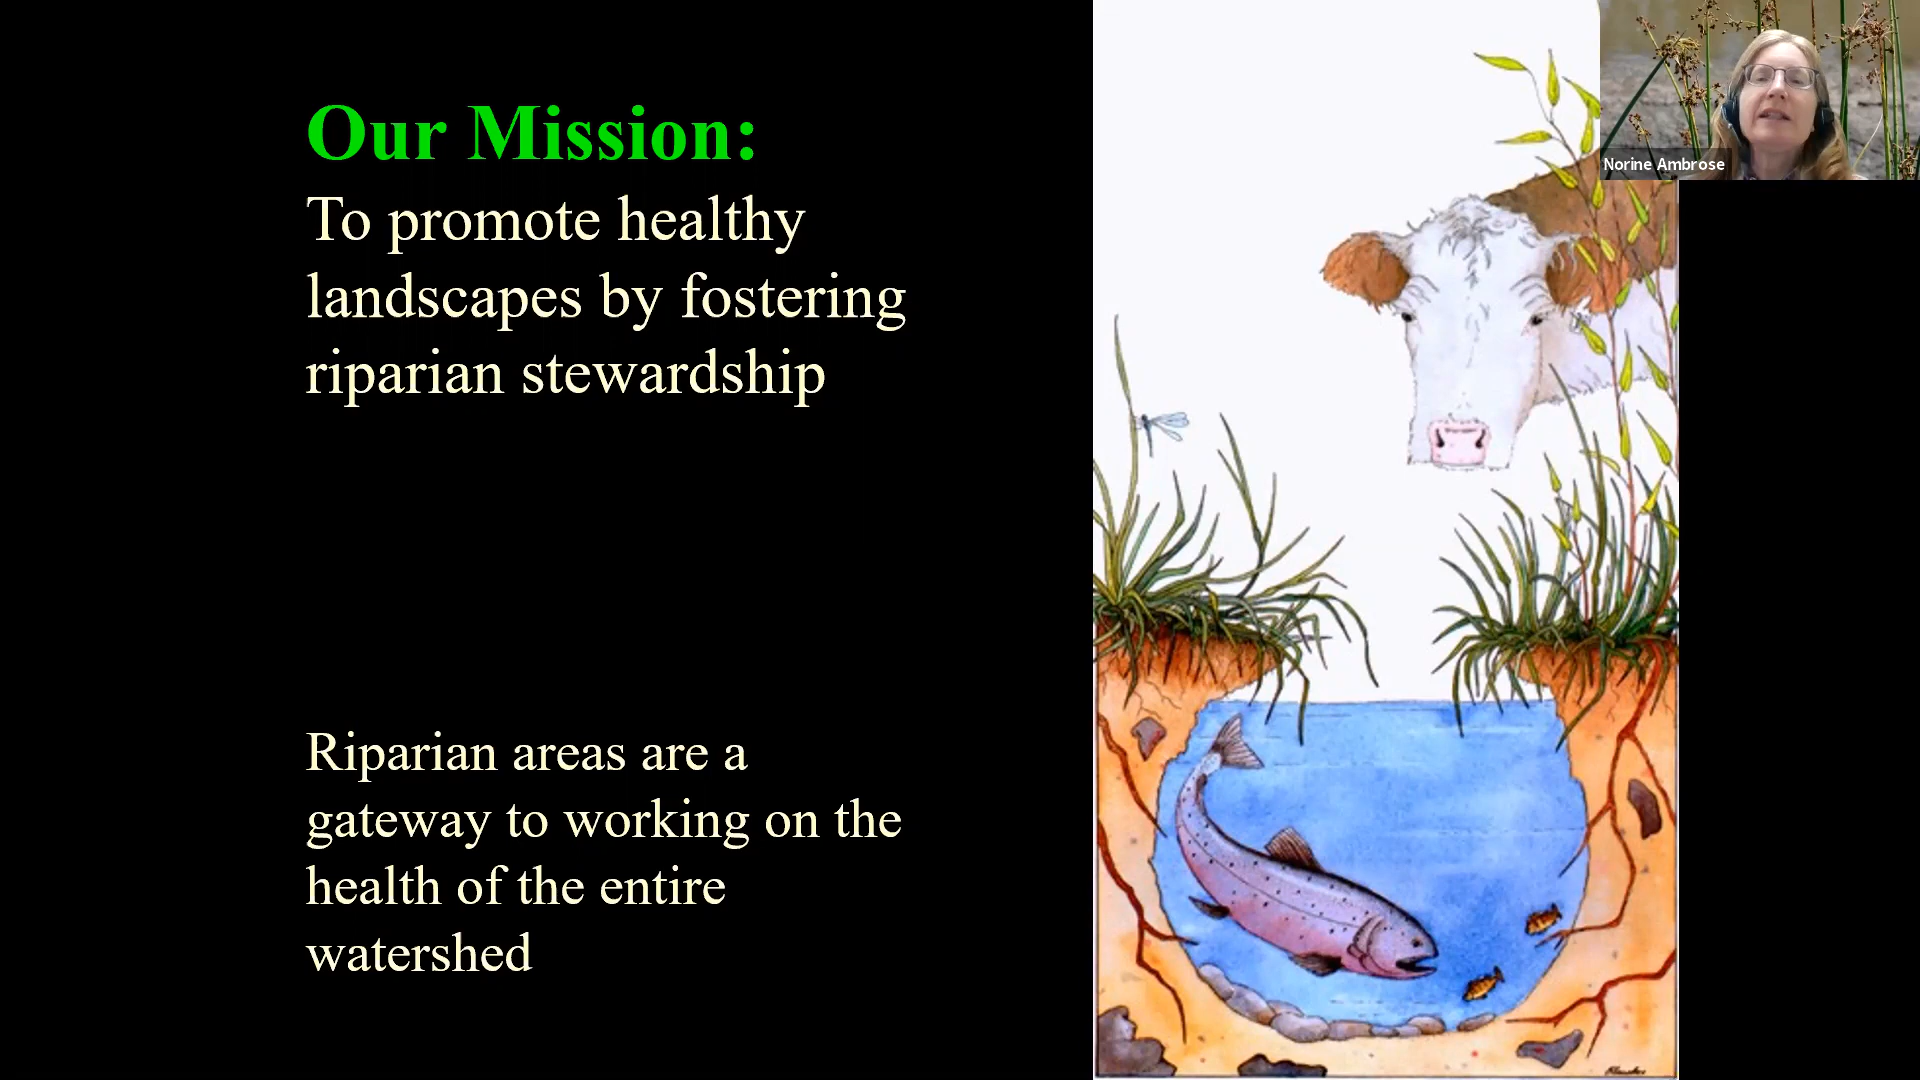 Our Mission:
To promote healthy
landscapes by fostering
riparian stewardship
Riparian areas are a
gateway to working on the
health of the entire
watershed
Norine Ambrose